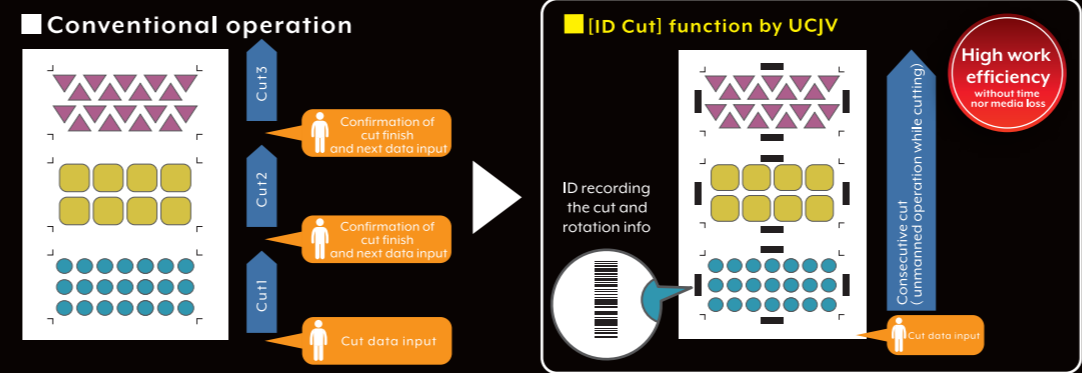 Conventional operation
Cut3
Confirmation of
cut finish
and next data input
Cut2
Confirmation of
cut finish
and next data input
Cut1
Cut data input
[ID Cut] function by UCJV
High work
efficiency
without time
nor media loss
ID recording
the cut and
rotation info
Consecutive cut
(unmanned operation while cutting)
Cut data input